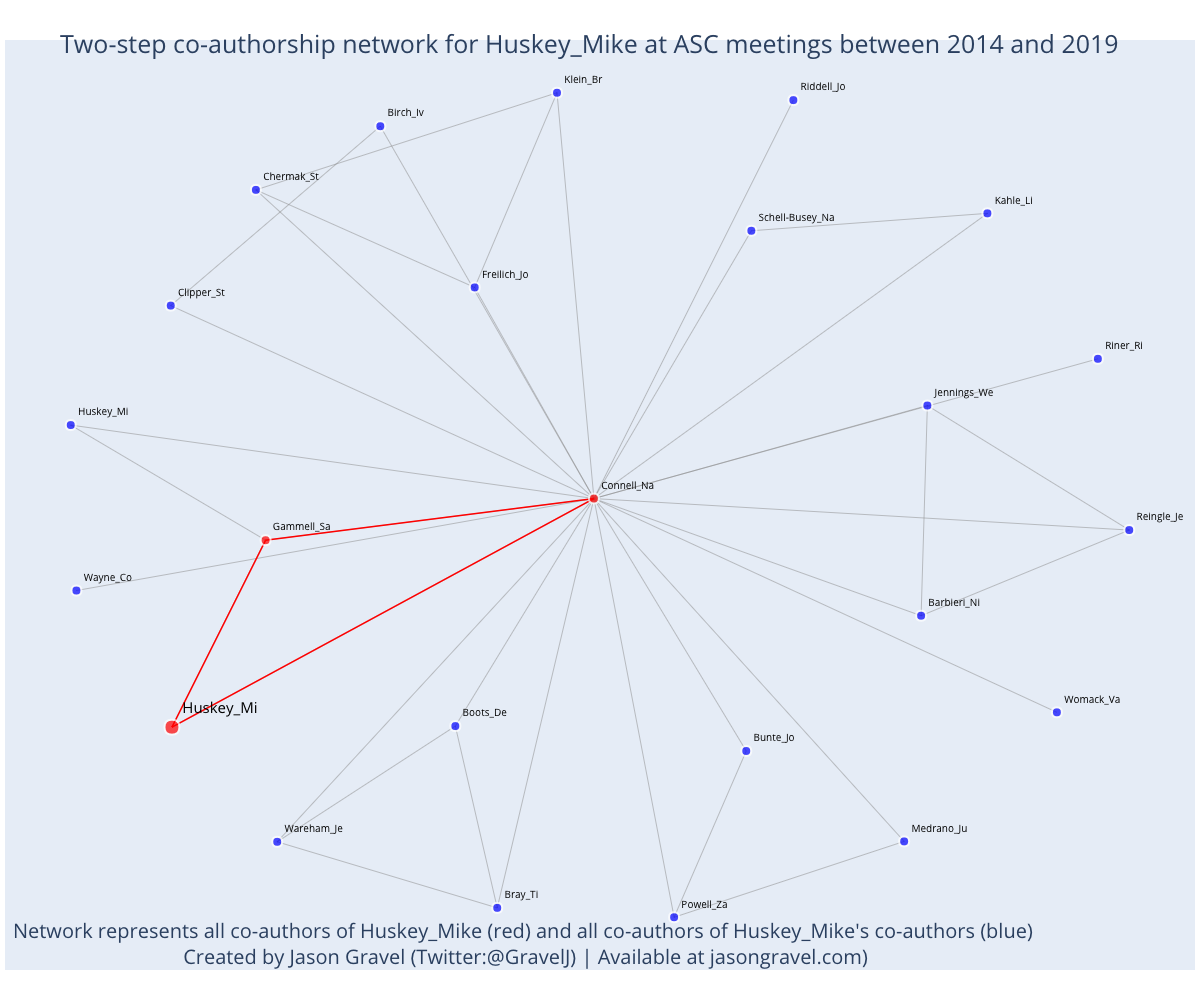 Two-step co-authorship network for Huskey_Mike at ASC meetings between 2014 and 2019
Klein_Br
Riddell_Jo
Birch_Iv
Chermak_St
Kahle_Li
Schell-Busey_Na
Freilich_Jo
Clipper_St
Riner_Ri
Jennings_We
Huskey_Mi
Connell_Na
Reingle_Je
Gammell_Sa
Wayne_Co
Barbieri_Ni
Womack_Va
Huskey_Mi
Boots_De
Bunte_Jo
Wareham_Je
Medrano_Ju
Bray_Ti
Powell_Za
Network represents all co-authors of Huskey_Mike (red) and all co-authors of Huskey_Mike's co-authors (blue)
Created by Jason Gravel (Twitter:@GravelJ) | Available at jasongravel.com)